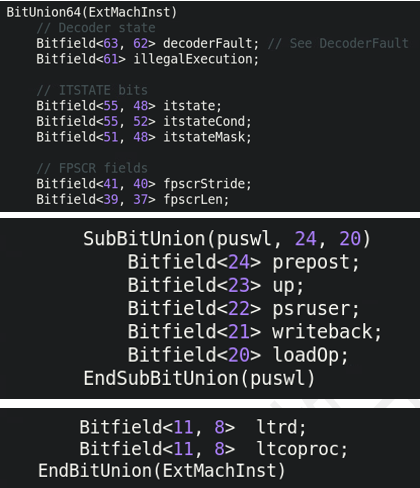 BitUnion64(ExtMachInst)
// Decoder state
Bitfield<63, 62> decoderFault; // See DecoderFault
Bitfield<61> illegalExecution;
// ITSTATE bits
Bitfield<55, 48> itstate;
Bitfield<55, 52> itstateCond;
Bitfield<51, 48> itstateMask;
// FPSCR fields
Bitfield<41, 40> fpscrStride;
Bitfield<39, 37> fpscrLen;
SubBitUnion(puswl, 24, 20)
Bitfield<24> prepost;
Bitfield<23> up;
Bitfield<22> psruser;
Bitfield<21> writeback;
Bitfield<20> loadOp;
EndSubBitUnion(puswl)
Bitfield<11, 8>  ltrd;
Bitfield<11, 8>  ltcoproc;
EndBitUnion(ExtMachInst)